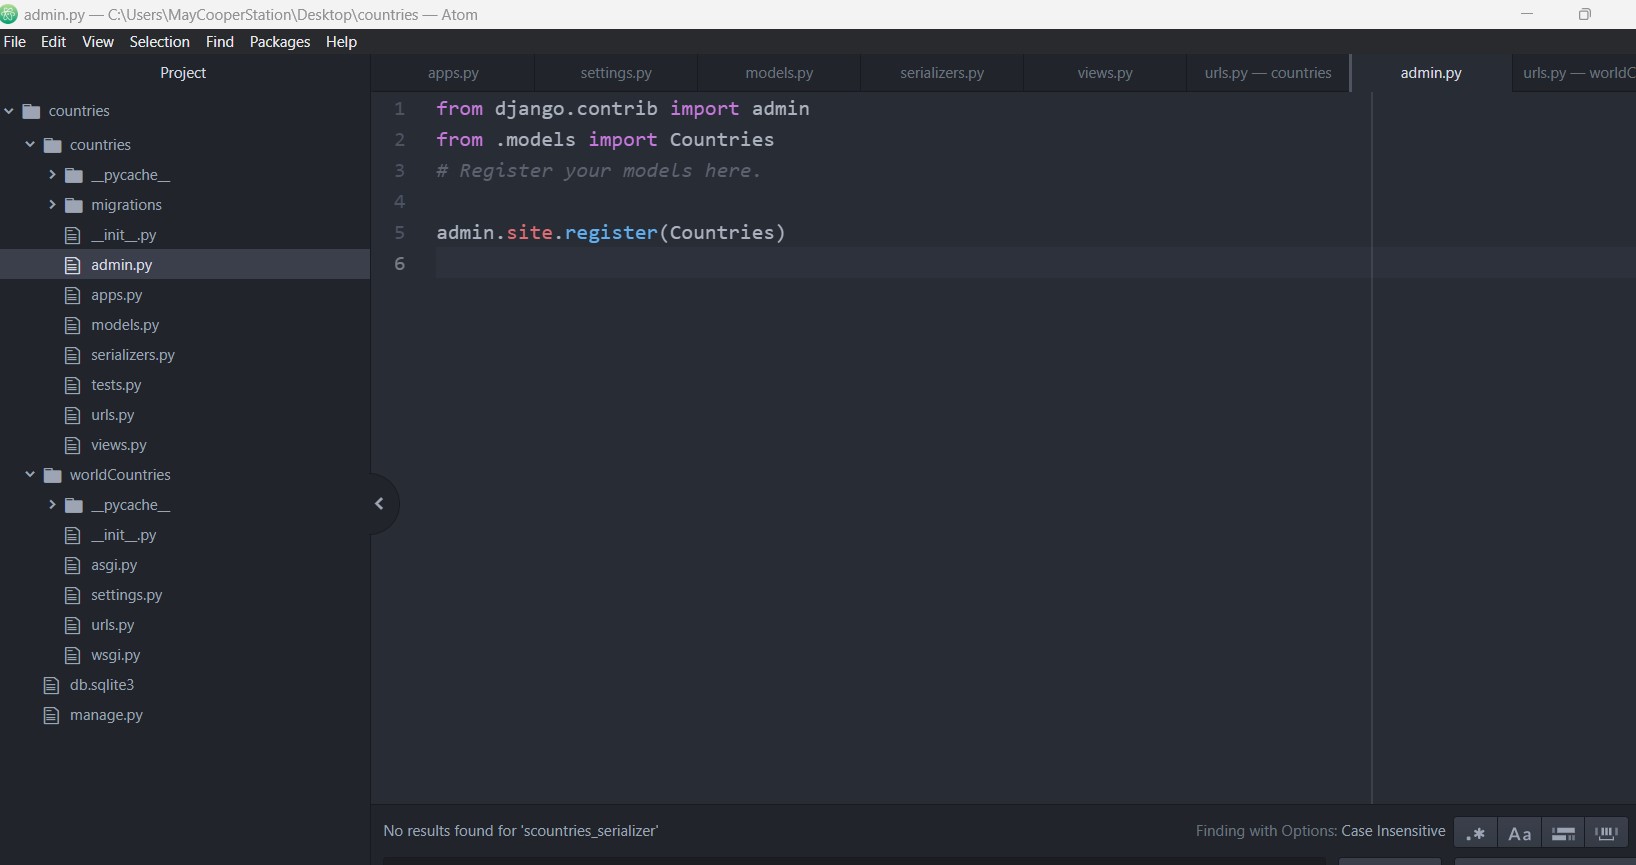 admin.py — C:\Users\MayCooperStation\Desktop\countries — Atom
File Edit View Selection Find Packages Help
Project
apps.py settings.py models.py serializers.py views.py urls.py — countries admin.py urls.py — worldC
countries
countries
__pycache__
migrations
__init__.py
admin.py
apps.py
models.py
serializers.py
tests.py
urls.py
views.py
worldCountries
__pycache__
__init__.py
asgi.py
settings.py
urls.py
wsgi.py
db.sqlite3
manage.py
1 from django.contrib import admin
2 from .models import Countries
3 # Register your models here.
4
5 admin.site.register(Countries)
6
No results found for 'scountries_serializer'
Finding with Options: Case Insensitive .* Aa